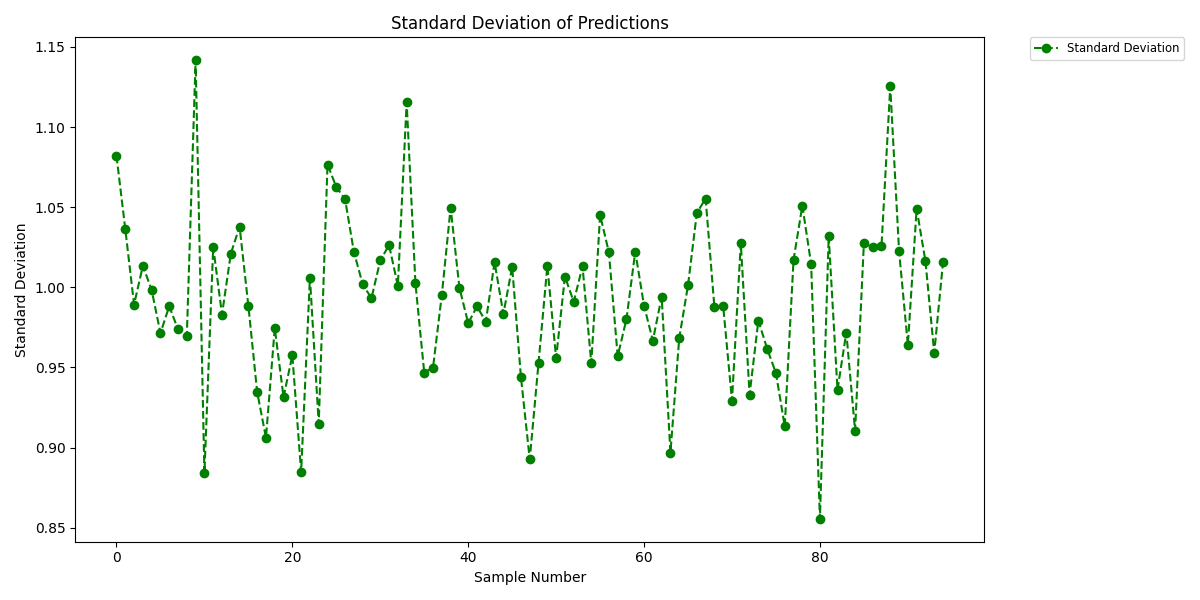 Standard Deviation of Predictions
Standard Deviation
1.15
1.10
1.05
1.00
0.95
0.90
0.85
Standard Deviation
0 20 40 60 80
Sample Number